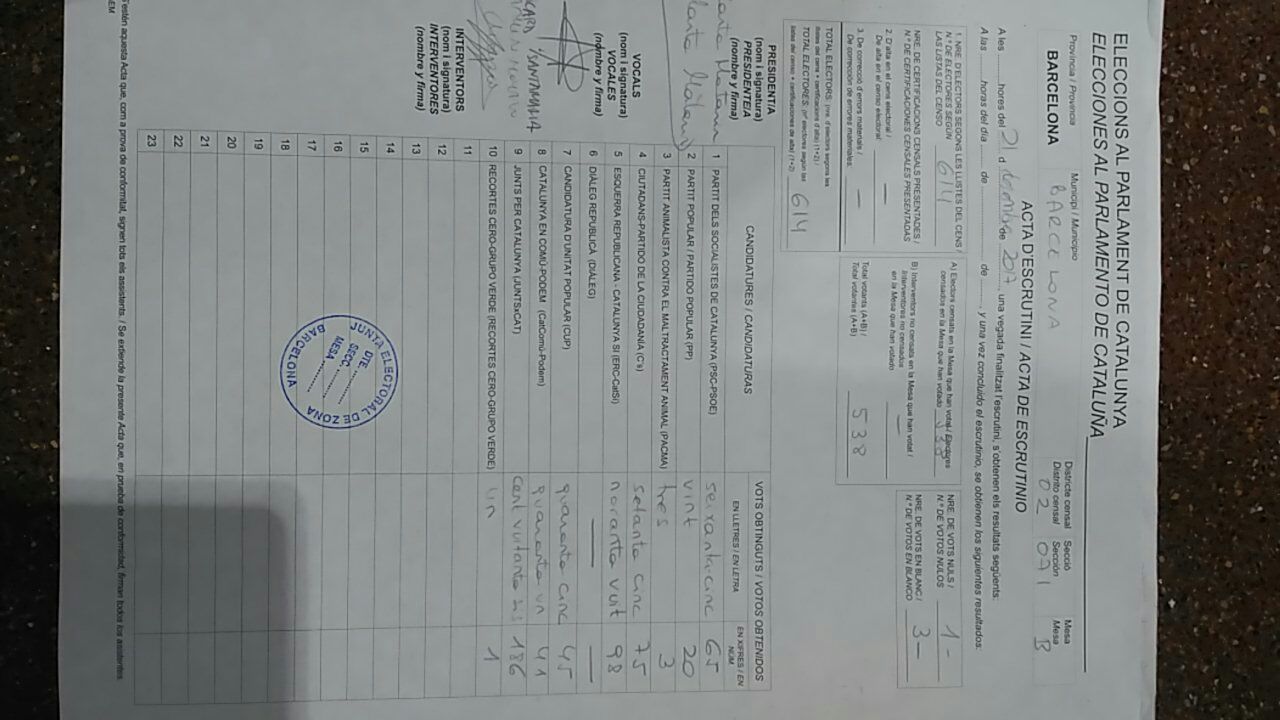 ELECCIONS AL PARLAMENT DE CATALUNYA
ELECCIONES AL PARLAMENTO DE CATALUÑA
Província / Provincia Municipi / Municipio Districte censal Secció Mesa
Distrito censal Sección Mesa
BARCELONA BARCELONA 02 091 B
ACTA D'ESCRUTINI / ACTA DE ESCRUTINIO
A les ........ hores del 21 d desembre de 2017, una vegada finalitzat l'escrutini, s'obtenen els resultats següents:
A las ........ horas del día ........ de ........ de ........, y una vez concluido el escrutinio, se obtienen los siguientes resultados:
1. NRE. D'ELECTORS SEGONS LES LLISTES DEL CENS /
N.º DE ELECTORES SEGÚN
LAS LISTAS DEL CENSO 614
NRE. DE CERTIFICACIONS CENSALS PRESENTADES /
N.º DE CERTIFICACIONES CENSALES PRESENTADAS
2. D'alta en el cens electoral /
De alta en el censo electoral: —
3. De correcció d'errors materials /
De corrección de errores materiales: —
TOTAL ELECTORS: (nre. d'electors segons les
llistes del cens + certificacions d'alta) (1+2) /
TOTAL ELECTORES: (nº electores según las
listas del censo + certificaciones de alta) (1+2) 614
A) Electors censats en la Mesa que han votat / Electores
censados en la Mesa que han votado 538
B) Interventors no censats en la Mesa que han votat /
Interventores no censados
en la Mesa que han votado —
Total votants (A+B) /
Total votantes (A+B) 538
NRE. DE VOTS NULS /
N.º DE VOTOS NULOS 1 -
NRE. DE VOTS EN BLANC /
N.º DE VOTOS EN BLANCO 3 —
CANDIDATURES / CANDIDATURAS VOTS OBTINGUTS / VOTOS OBTENIDOS
EN LLETRES / EN LETRA EN XIFRES / EN NÚM.
1 PARTIT DELS SOCIALISTES DE CATALUNYA (PSC-PSOE) seixanta cinc 65
2 PARTIT POPULAR / PARTIDO POPULAR (PP) vint 20
3 PARTIT ANIMALISTA CONTRA EL MALTRACTAMENT ANIMAL (PACMA) tres 3
4 CIUTADANS-PARTIDO DE LA CIUDADANÍA (C's) setanta cinc 75
5 ESQUERRA REPUBLICANA - CATALUNYA SÍ (ERC-CatSí) noranta vuit 98
6 DIÀLEG REPUBLICÀ (DIÀLEG) — —
7 CANDIDATURA D'UNITAT POPULAR (CUP) quaranta cinc 45
8 CATALUNYA EN COMÚ-PODEM (CatComú-Podem) quaranta un 41
9 JUNTS PER CATALUNYA (JUNTSxCAT) cent vuitanta sis 186
10 RECORTES CERO-GRUPO VERDE (RECORTES CERO-GRUPO VERDE) un 1
11
12
13
14
15
16
17
18
19
20
21
22
23
PRESIDENT/A
(nom i signatura)
PRESIDENTE/A
(nombre y firma)
VOCALS
(nom i signatura)
VOCALES
(nombre y firma)
INTERVENTORS
(nom i signatura)
INTERVENTORES
(nombre y firma)
SANTAMARIA
JUNTA ELECTORAL DE ZONA
DTE.
SECC.
MESA
BARCELONA
estén aquesta Acta que, com a prova de conformitat, signen tots els assistents. / Se extiende la presente Acta que, en prueba de conformidad, firman todos los asistentes.